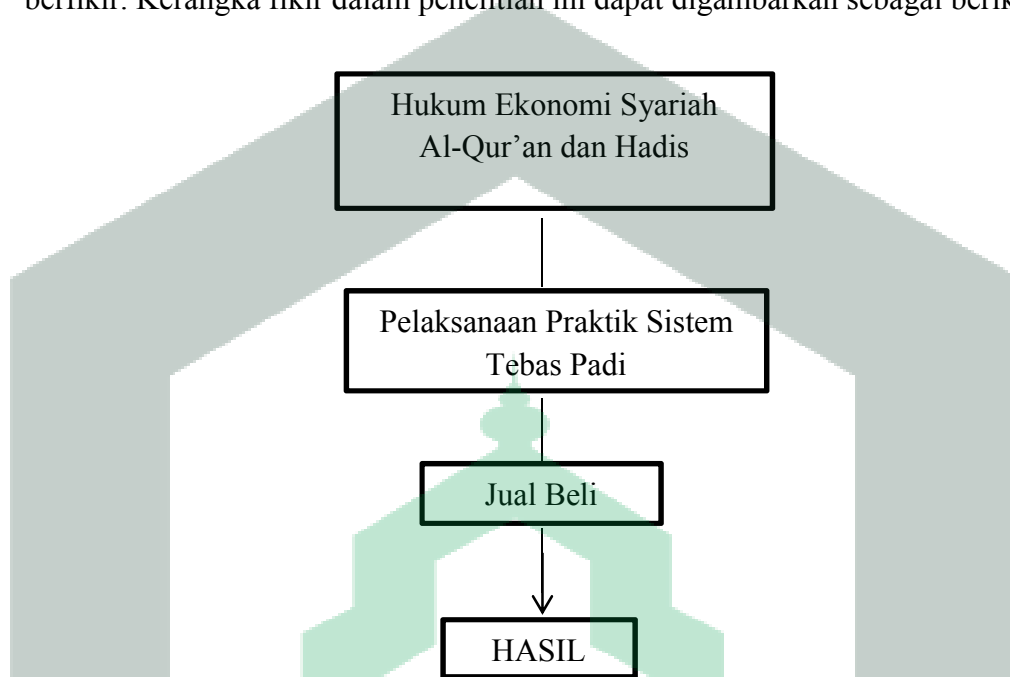 berfikir. Kerangka fikir dalam penelitian ini dapat digambarkan sebagai berik
Hukum Ekonomi Syariah
Al-Qur’an dan Hadis
Pelaksanaan Praktik Sistem
Tebas Padi
Jual Beli
HASIL